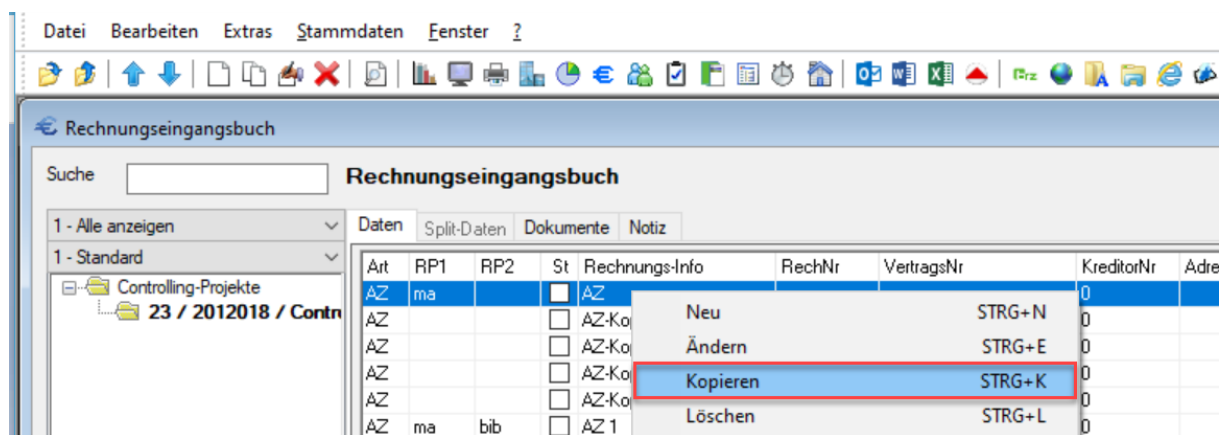 Datei Bearbeiten Extras Stammdaten Fenster ?
Rechnungseingangsbuch
Suche
Rechnungseingangsbuch
1 - Alle anzeigen
Daten Split-Daten Dokumente Notiz
1 - Standard
Art RP1 RP2 St Rechnungs-Info RechNr VertragsNr KreditorNr Adre
Controlling-Projekte
AZ ma AZ 0
23 / 2012018 / Contr
AZ AZ-Ko Neu STRG+N 0
AZ AZ-Ko Ändern STRG+E 0
AZ AZ-Ko Kopieren STRG+K 0
AZ AZ-Ko 0
Löschen STRG+L
AZ ma bib AZ 1 0